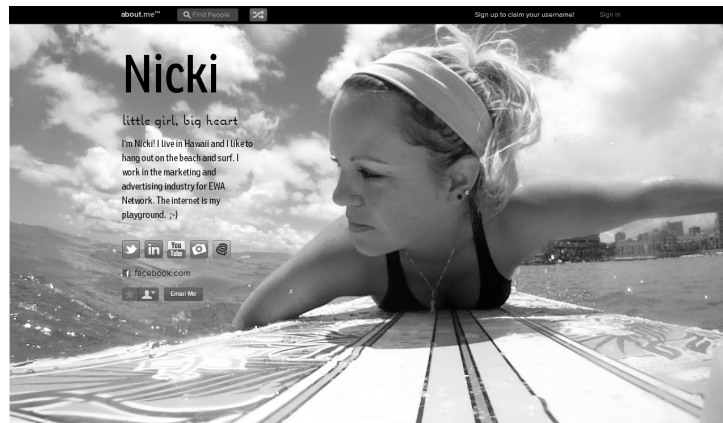 about.me™ Find People Sign up to claim your username! Sign In
Nicki
little girl, big heart
I'm Nicki! I live in Hawaii and I like to
hang out on the beach and surf. I
work in the marketing and
advertising industry for EWA
Network. The internet is my
playground. ;-)
in You Tube
f facebook.com
Email Me